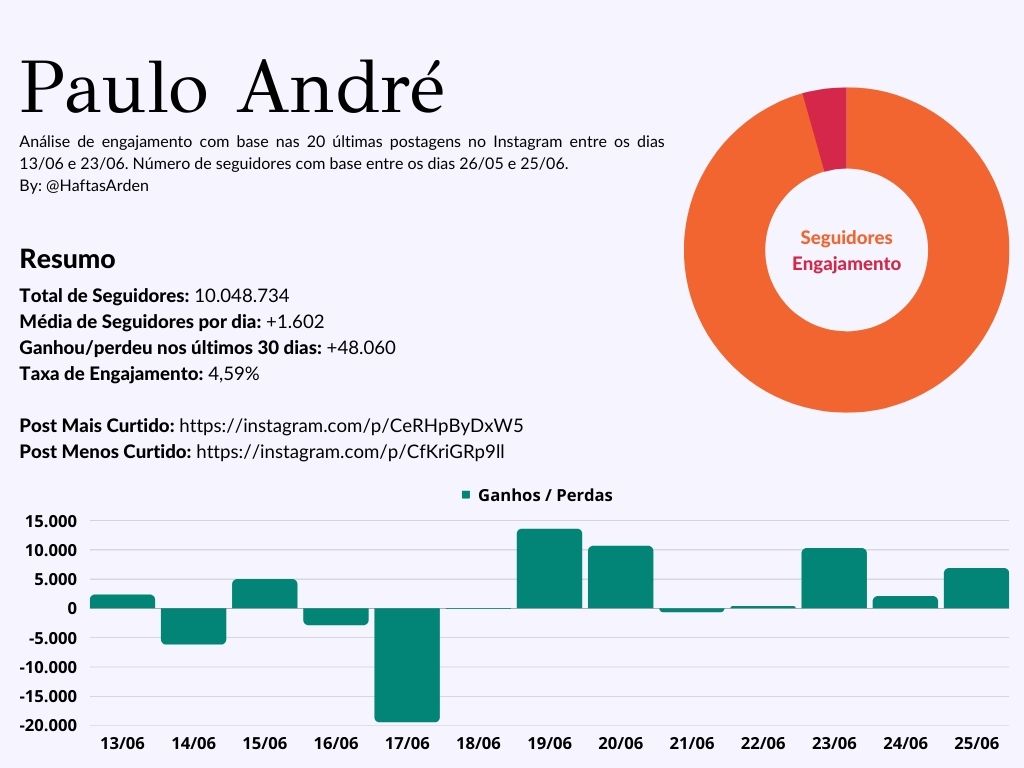 Paulo André
Análise de engajamento com base nas 20 últimas postagens no Instagram entre os dias
13/06 e 23/06. Número de seguidores com base entre os dias 26/05 e 25/06.
By: @HaftasArden
Seguidores
Engajamento
Resumo
Total de Seguidores: 10.048.734
Média de Seguidores por dia: +1.602
Ganhou/perdeu nos últimos 30 dias: +48.060
Taxa de Engajamento: 4,59%
Post Mais Curtido: https://instagram.com/p/CeRHpByDxW5
Post Menos Curtido: https://instagram.com/p/CfKriGRp9ll
Ganhos / Perdas
15.000
10.000
5.000
0
-5.000
-10.000
-15.000
-20.000
13/06 14/06 15/06 16/06 17/06 18/06 19/06 20/06 21/06 22/06 23/06 24/06 25/06